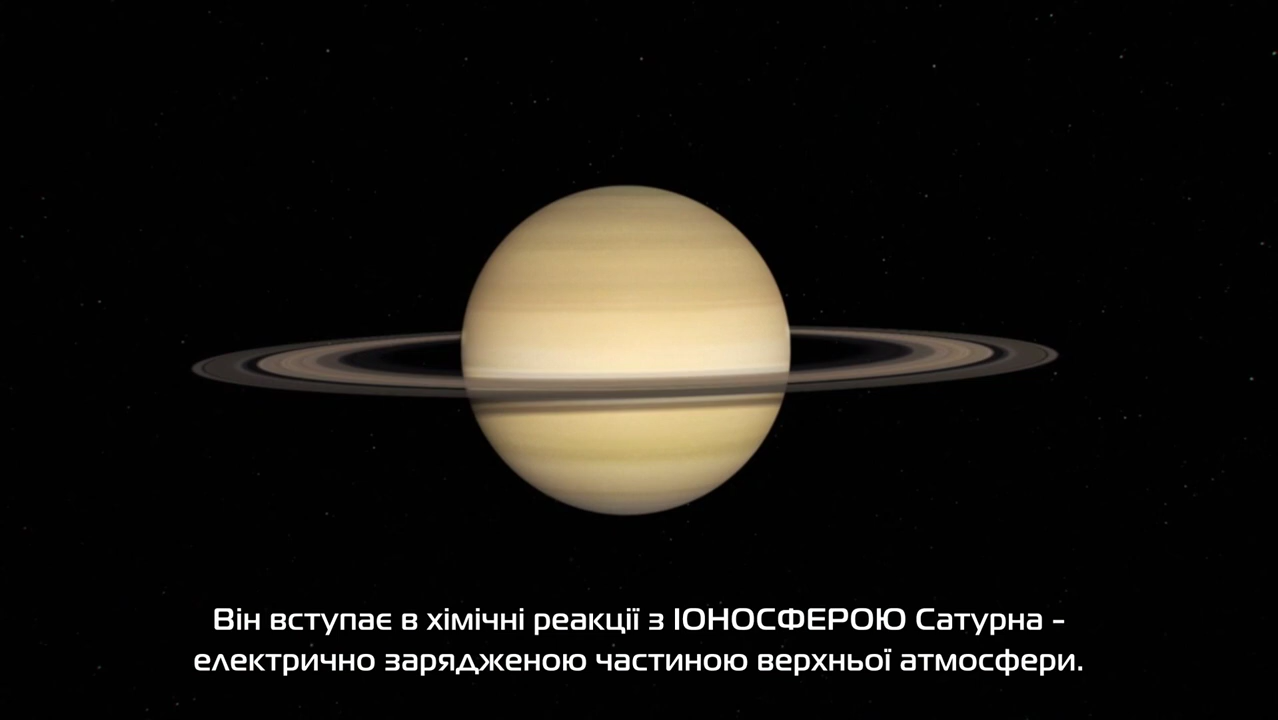 Він вступає в хімічні реакції з ІОНОСФЕРОЮ Сатурна -
електрично зарядженою частиною верхньої атмосфери.